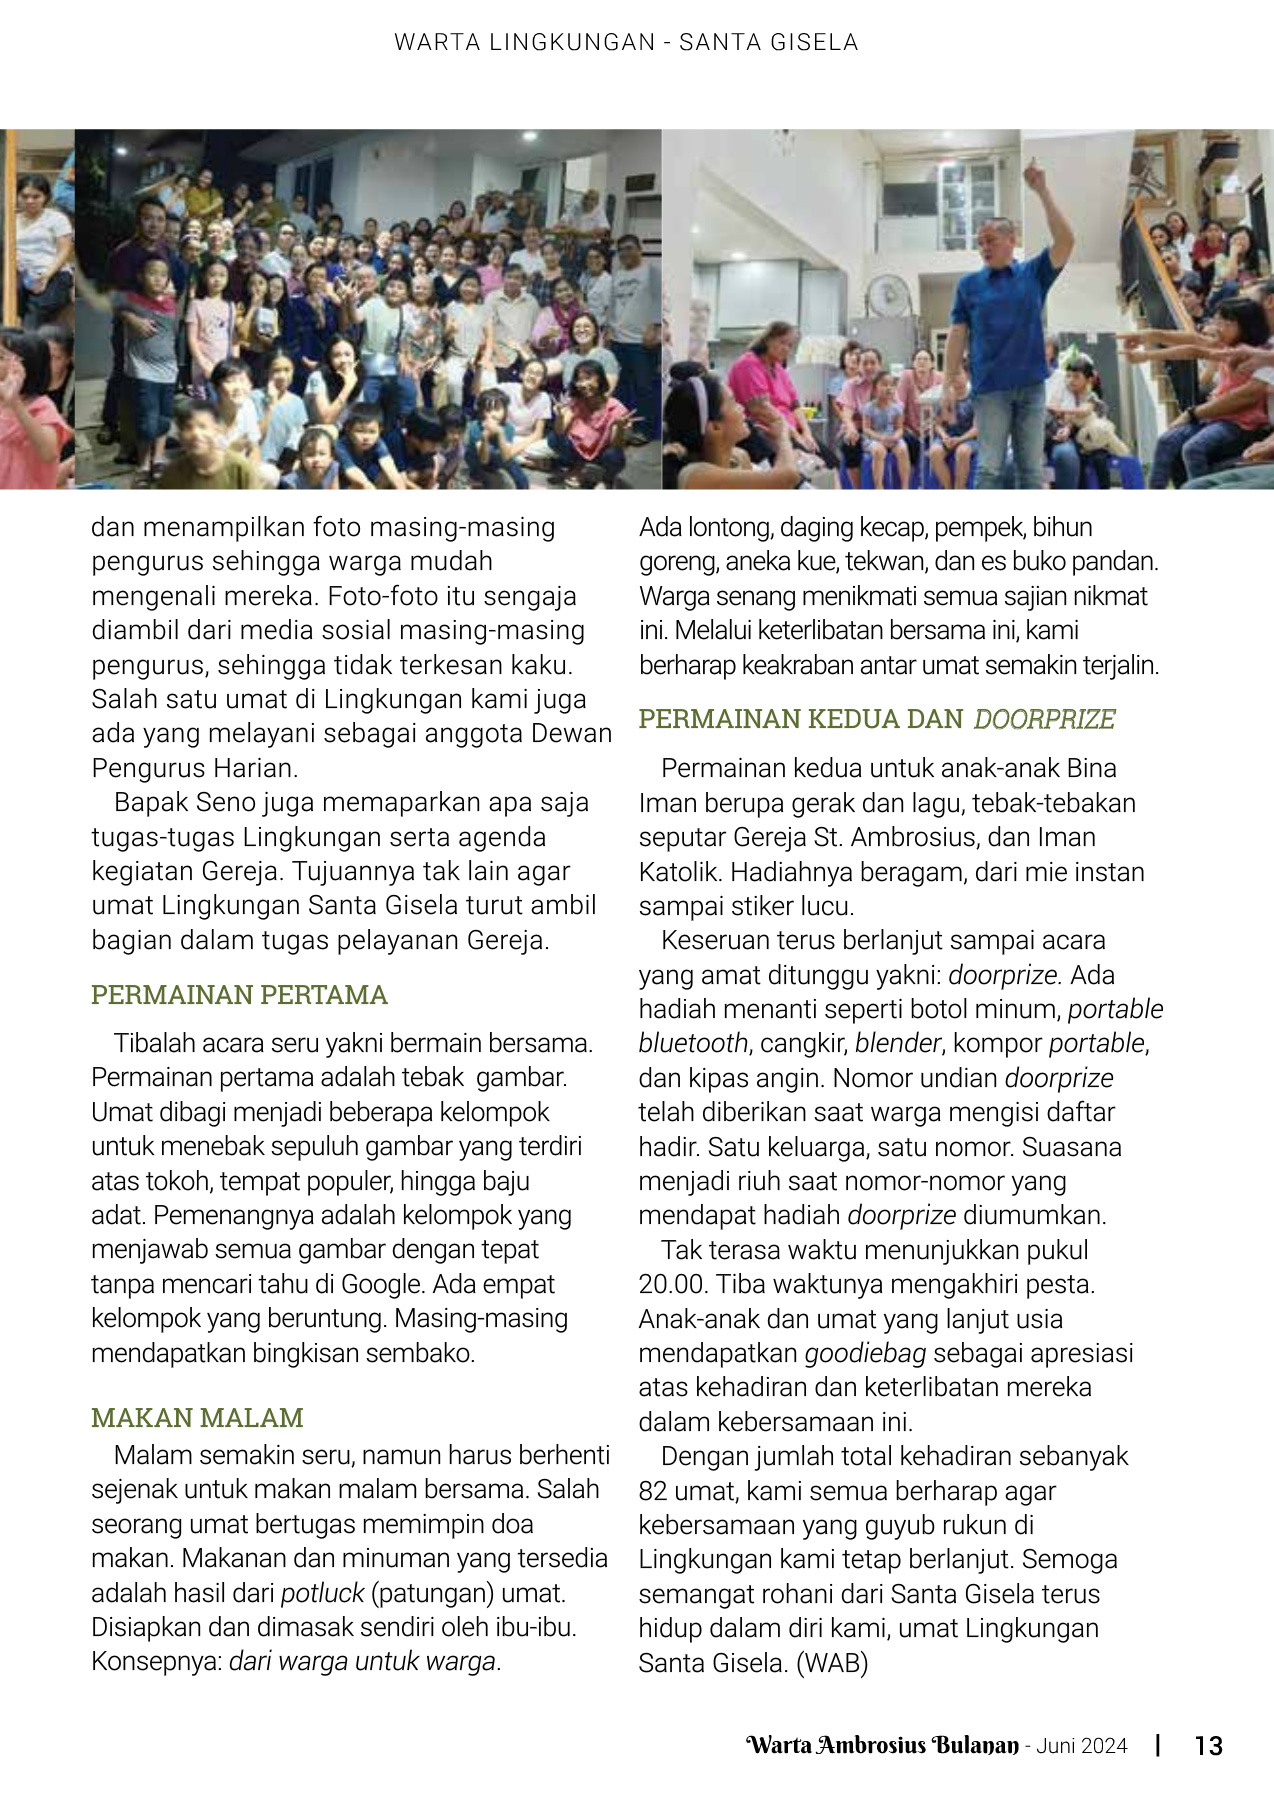 WARTA LINGKUNGAN - SANTA GISELA
dan menampilkan foto masing-masing
pengurus sehingga warga mudah
mengenali mereka. Foto-foto itu sengaja
diambil dari media sosial masing-masing
pengurus, sehingga tidak terkesan kaku.
Salah satu umat di Lingkungan kami juga
ada yang melayani sebagai anggota Dewan
Pengurus Harian.
Bapak Seno juga memaparkan apa saja
tugas-tugas Lingkungan serta agenda
kegiatan Gereja. Tujuannya tak lain agar
umat Lingkungan Santa Gisela turut ambil
bagian dalam tugas pelayanan Gereja.
PERMAINAN PERTAMA
Tibalah acara seru yakni bermain bersama.
Permainan pertama adalah tebak  gambar.
Umat dibagi menjadi beberapa kelompok
untuk menebak sepuluh gambar yang terdiri
atas tokoh, tempat populer, hingga baju
adat. Pemenangnya adalah kelompok yang
menjawab semua gambar dengan tepat
tanpa mencari tahu di Google. Ada empat
kelompok yang beruntung. Masing-masing
mendapatkan bingkisan sembako.
MAKAN MALAM
Malam semakin seru, namun harus berhenti
sejenak untuk makan malam bersama. Salah
seorang umat bertugas memimpin doa
makan. Makanan dan minuman yang tersedia
adalah hasil dari potluck (patungan) umat.
Disiapkan dan dimasak sendiri oleh ibu-ibu.
Konsepnya: dari warga untuk warga.
Ada lontong, daging kecap, pempek, bihun
goreng, aneka kue, tekwan, dan es buko pandan.
Warga senang menikmati semua sajian nikmat
ini. Melalui keterlibatan bersama ini, kami
berharap keakraban antar umat semakin terjalin.
PERMAINAN KEDUA DAN DOORPRIZE
Permainan kedua untuk anak-anak Bina
Iman berupa gerak dan lagu, tebak-tebakan
seputar Gereja St. Ambrosius, dan Iman
Katolik. Hadiahnya beragam, dari mie instan
sampai stiker lucu.
Keseruan terus berlanjut sampai acara
yang amat ditunggu yakni: doorprize. Ada
hadiah menanti seperti botol minum, portable
bluetooth, cangkir, blender, kompor portable,
dan kipas angin. Nomor undian doorprize
telah diberikan saat warga mengisi daftar
hadir. Satu keluarga, satu nomor. Suasana
menjadi riuh saat nomor-nomor yang
mendapat hadiah doorprize diumumkan.
Tak terasa waktu menunjukkan pukul
20.00. Tiba waktunya mengakhiri pesta.
Anak-anak dan umat yang lanjut usia
mendapatkan goodiebag sebagai apresiasi
atas kehadiran dan keterlibatan mereka
dalam kebersamaan ini.
Dengan jumlah total kehadiran sebanyak
82 umat, kami semua berharap agar
kebersamaan yang guyub rukun di
Lingkungan kami tetap berlanjut. Semoga
semangat rohani dari Santa Gisela terus
hidup dalam diri kami, umat Lingkungan
Santa Gisela. (WAB)
Warta Ambrosius Bulanan - Juni 2024 | 13